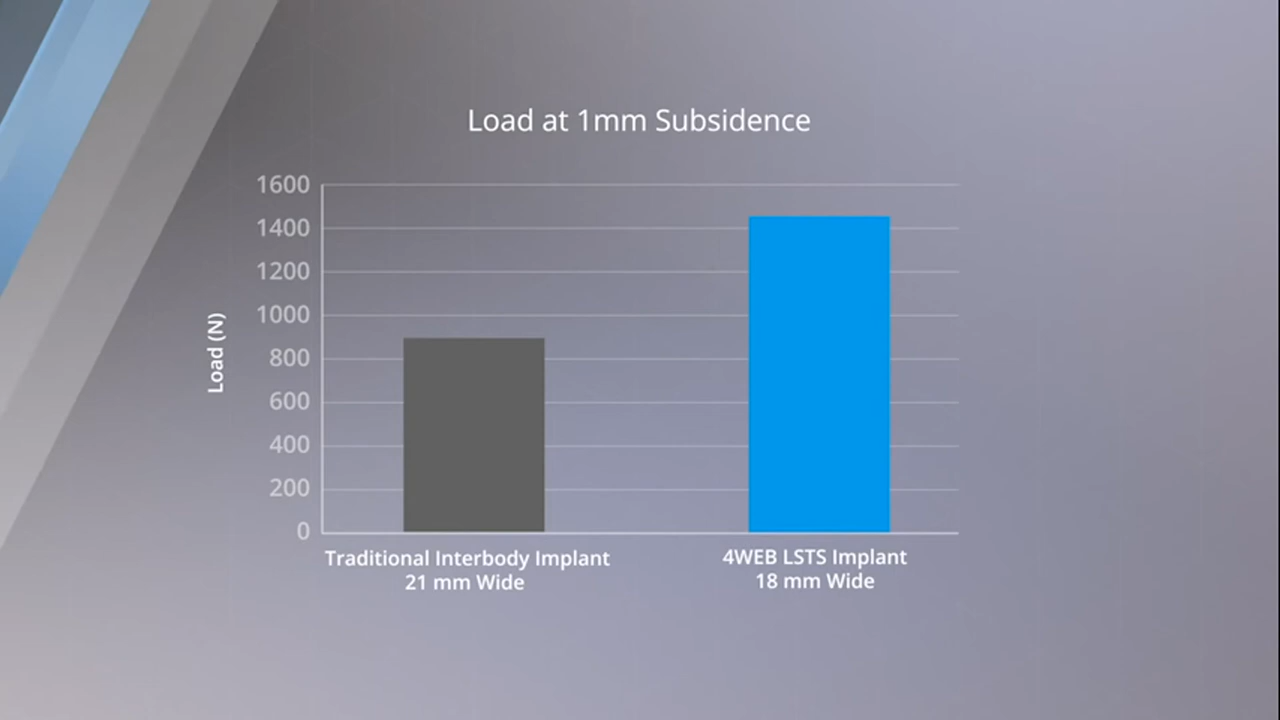 Load at 1mm Subsidence
1600
1400
1200
1000
800
600
400
200
0
Load (N)
Traditional Interbody Implant
21 mm Wide
4WEB LSTS Implant
18 mm Wide